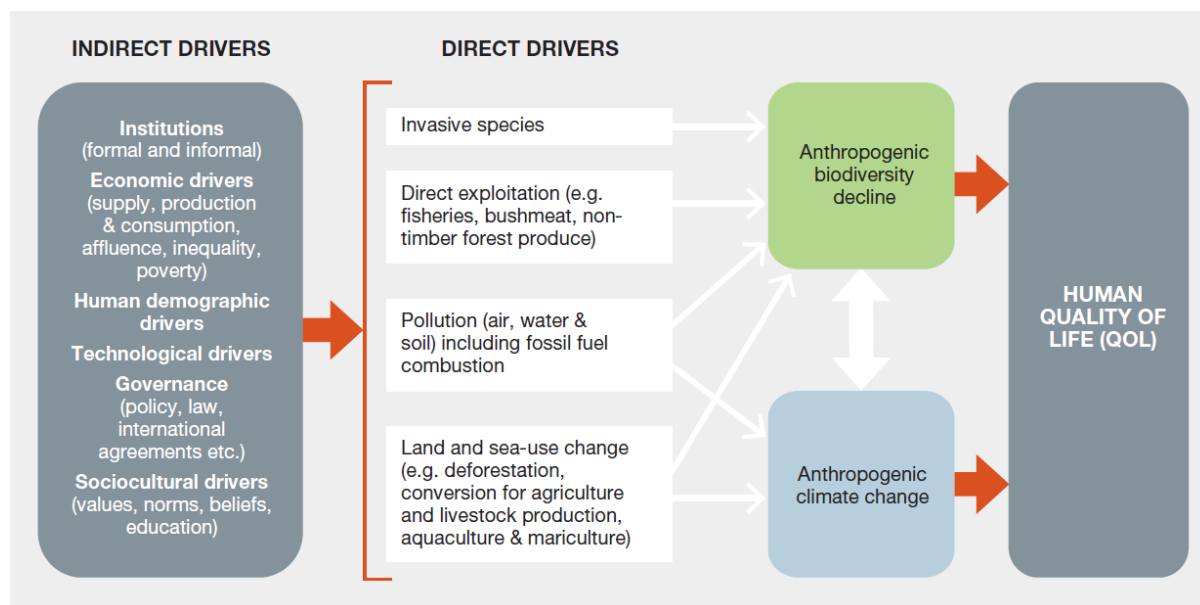 INDIRECT DRIVERS
Institutions
(formal and informal)
Economic drivers
(supply, production
& consumption,
affluence, inequality,
poverty)
Human demographic
drivers
Technological drivers
Governance
(policy, law,
international
agreements etc.)
Sociocultural drivers
(values, norms, beliefs,
education)
DIRECT DRIVERS
Invasive species
Direct exploitation (e.g.
fisheries, bushmeat, non-
timber forest produce)
Pollution (air, water &
soil) including fossil fuel
combustion
Land and sea-use change
(e.g. deforestation,
conversion for agriculture
and livestock production,
aquaculture & mariculture)
Anthropogenic
biodiversity
decline
Anthropogenic
climate change
HUMAN
QUALITY OF
LIFE (QOL)